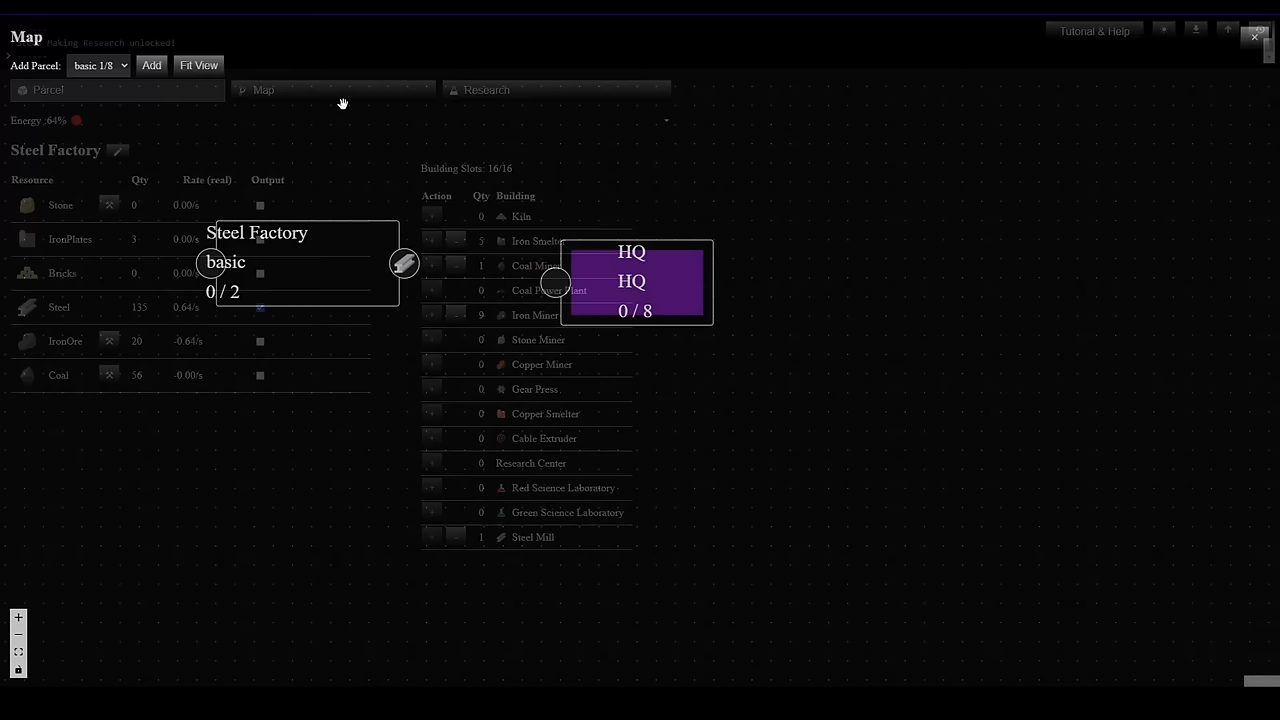 Map
Making Research unlocked!
Tutorial & Help
Add Parcel: basic 1/8 Add Fit View
Parcel Map Research
Energy :64%
Steel Factory
Building Slots: 16/16
Resource Qty Rate (real) Output
Action Qty Building
Stone 0 0.00/s
IronPlates 3 0.00/s
Bricks 0 0.00/s
Steel 135 0.64/s
IronOre 20 -0.64/s
Coal 56 -0.00/s
Steel Factory
basic
0 / 2
HQ
HQ
0 / 8
+ 0 Kiln
+ - 5 Iron Smelter
+ - 1 Coal Miner
+ 0 Coal Power Plant
+ - 9 Iron Miner
+ 0 Stone Miner
+ 0 Copper Miner
+ 0 Gear Press
+ 0 Copper Smelter
+ 0 Cable Extruder
+ 0 Research Center
+ 0 Red Science Laboratory
+ 0 Green Science Laboratory
+ - 1 Steel Mill